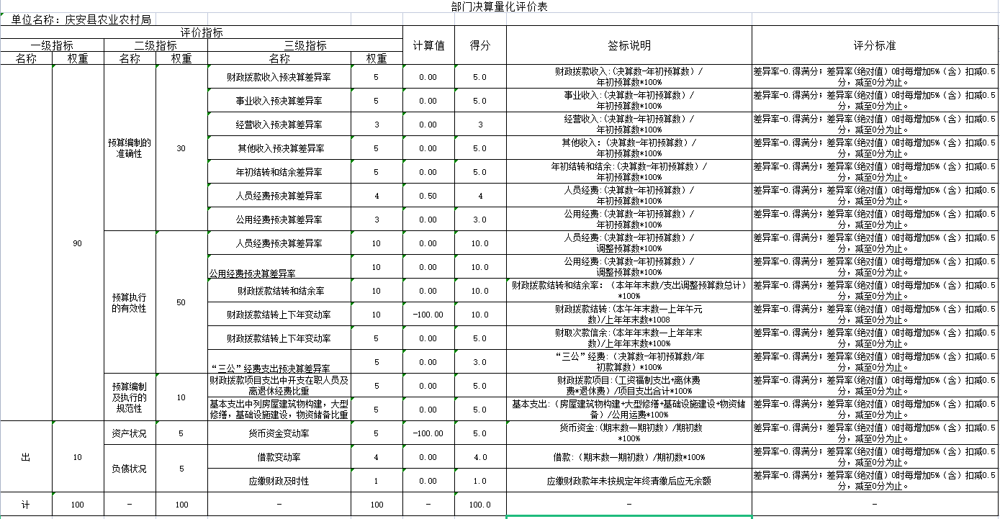 部门决算量化评价表
单位名称：庆安县农业农村局
评价指标 计算值 得分 签标说明 评分标准
一级指标 二级指标 三级指标
名称 权重 名称 权重 名称 权重
90
预算编制的
准确性
30
财政拨款收入预决算差异率 5 0.00 5.0
财政拨款收入:(决算数-年初预算数）/
年初预算数*100%
差异率-0.得满分；差异率(绝对值）0时每增加5%（含）扣减0.5
分，减至0分为止。
事业收入预决算差异率 5 0.00 5.0
事业收入:(决算数-年初预算数）/
年初预算数*100%
差异率-0.得满分；差异率(绝对值）0时每增加5%（含）扣减0.5
分，减至0分为止。
经营收入预决算差异率 3 0.00 3
经营收入:(决算数-年初预算数）/
年初预算数*100%
差异率-0.得满分；差异率(绝对值）0时每增加5%（含）扣减0.5
分，减至0分为止。
其他收入预决算差异率 5 0.00 5.0
其他收入：(决算数-年初预算数）/
年初预算数*100%
差异率-0.得满分；差异率(绝对值）0时每增加5%（含）扣减0.5
分，减至0分为止。
年初结转和结余差异率 5 0.00 5.0
年初结转和结余:(决算数-年初预算数）/
年初预算数*100%
差异率-0.得满分；差异率(绝对值）0时每增加5%（含）扣减0.5
分，减至0分为止。
人员经费预决算差异率 4 0.50 4
人员经费:(决算数-年初预算数）/
年初预算数*100%
差异率-0.得满分；差异率(绝对值）0时每增加5%（含）扣减0.5
分，减至0分为止。
公用经费预决算差异率 3 0.00 3.0
公用经费:(决算数-年初预算数）/
年初预算数*100%
差异率-0.得满分；差异率(绝对值）0时每增加5%（含）扣减0.5
分，减至0分为止。
预算执行
的有效性
50
人员经费预决算差异率 10 0.00 10.0
人员经费:(决算数-年初预算数）/
调整预算数*100%
差异率-0.得满分；差异率(绝对值）0时每增加5%（含）扣减0.5
分，减至0分为止。
公用经费预决算差异率 10 0.00 10.0
公用经费:(决算数-年初预算数）/
调整预算数*100%
差异率-0.得满分；差异率(绝对值）0时每增加5%（含）扣减0.5
分，减至0分为止。
财政拨款结转和结余率 10 0.00 10.0
财政拨款结转和结余率：（本年年末数/支出调整预算数总计）
*100%
差异率-0.得满分；差异率(绝对值）0时每增加5%（含）扣减0.5
分，减至0分为止。
财政拨款结转上下年变动率 10 -100.00 10.0
财政拨款结转:(本午年末数一上年午元
数)/上年年末数*1008
差异率-0.得满分；差异率(绝对值）0时每增加5%（含）扣减0.5
分，减至0分为止。
财政拨款结转上下年变动率 5 0.00 5.0
财取次款信余:(本年年末数一上年年末
数)/上年年末数*100%
差异率-0.得满分；差异率(绝对值）0时每增加5%（含）扣减0.5
分，减至0分为止。
“三公”经费支出预决算差异率 5 0.00 3.0
“三公”经费:（决算数-年初预算数/年
初款算数）*100%
差异率-0.得满分；差异率(绝对值）0时每增加5%（含）扣减0.5
分，减至0分为止。
预算编制
及执行的
规范性
10
财政拨款项目支出中开支在职人员及
离退休经费比重
5 0.00 5.0
财政拨款项目:(工资福制支出+离休费
费*退休费）/项目支出合计*100%
差异率-0.得满分；差异率(绝对值）0时每增加5%（含）扣减0.5
分，减至0分为止。
基本支出中列房屋建筑物构建，大型
修缮，基础设施建设，物资储备比重
5 0.00 5.0
基本支出:（房屋建筑物构建+大型修缮+基础设施建设+物资储
备）/公用运费*100%
差异率-0.得满分；差异率(绝对值）0时每增加5%（含）扣减0.5
分，减至0分为止。
出 10
资产状况 5 货币资金变动率 5 -100.00 5.0
货币资金:(期末数一期初数）/期初数
*100%
差异率-0.得满分；差异率(绝对值）0时每增加5%（含）扣减0.5
分，减至0分为止。
负债状况 5
借款变动率 4 0.00 4.0 借款:（期末数一期初数）/期初数*100%
差异率-0.得满分；差异率(绝对值）0时每增加5%（含）扣减0.5
分，减至0分为止。
应缴财政及时性 1 0.00 1.0 应缴财政款年未按规定年终清缴后应无余额
差异率-0.得满分；差异率(绝对值）0时每增加5%（含）扣减0.5
分，减至0分为止。
计 100 - 100 - 100 - 100.0 - -